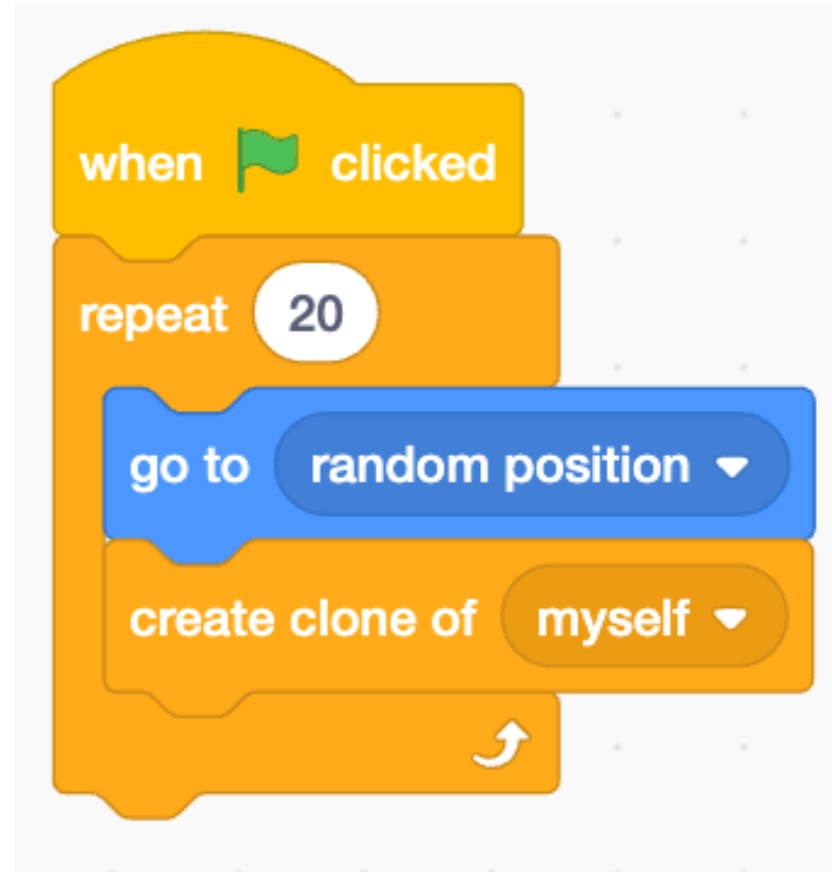 when clicked
repeat 20
go to random position
create clone of myself